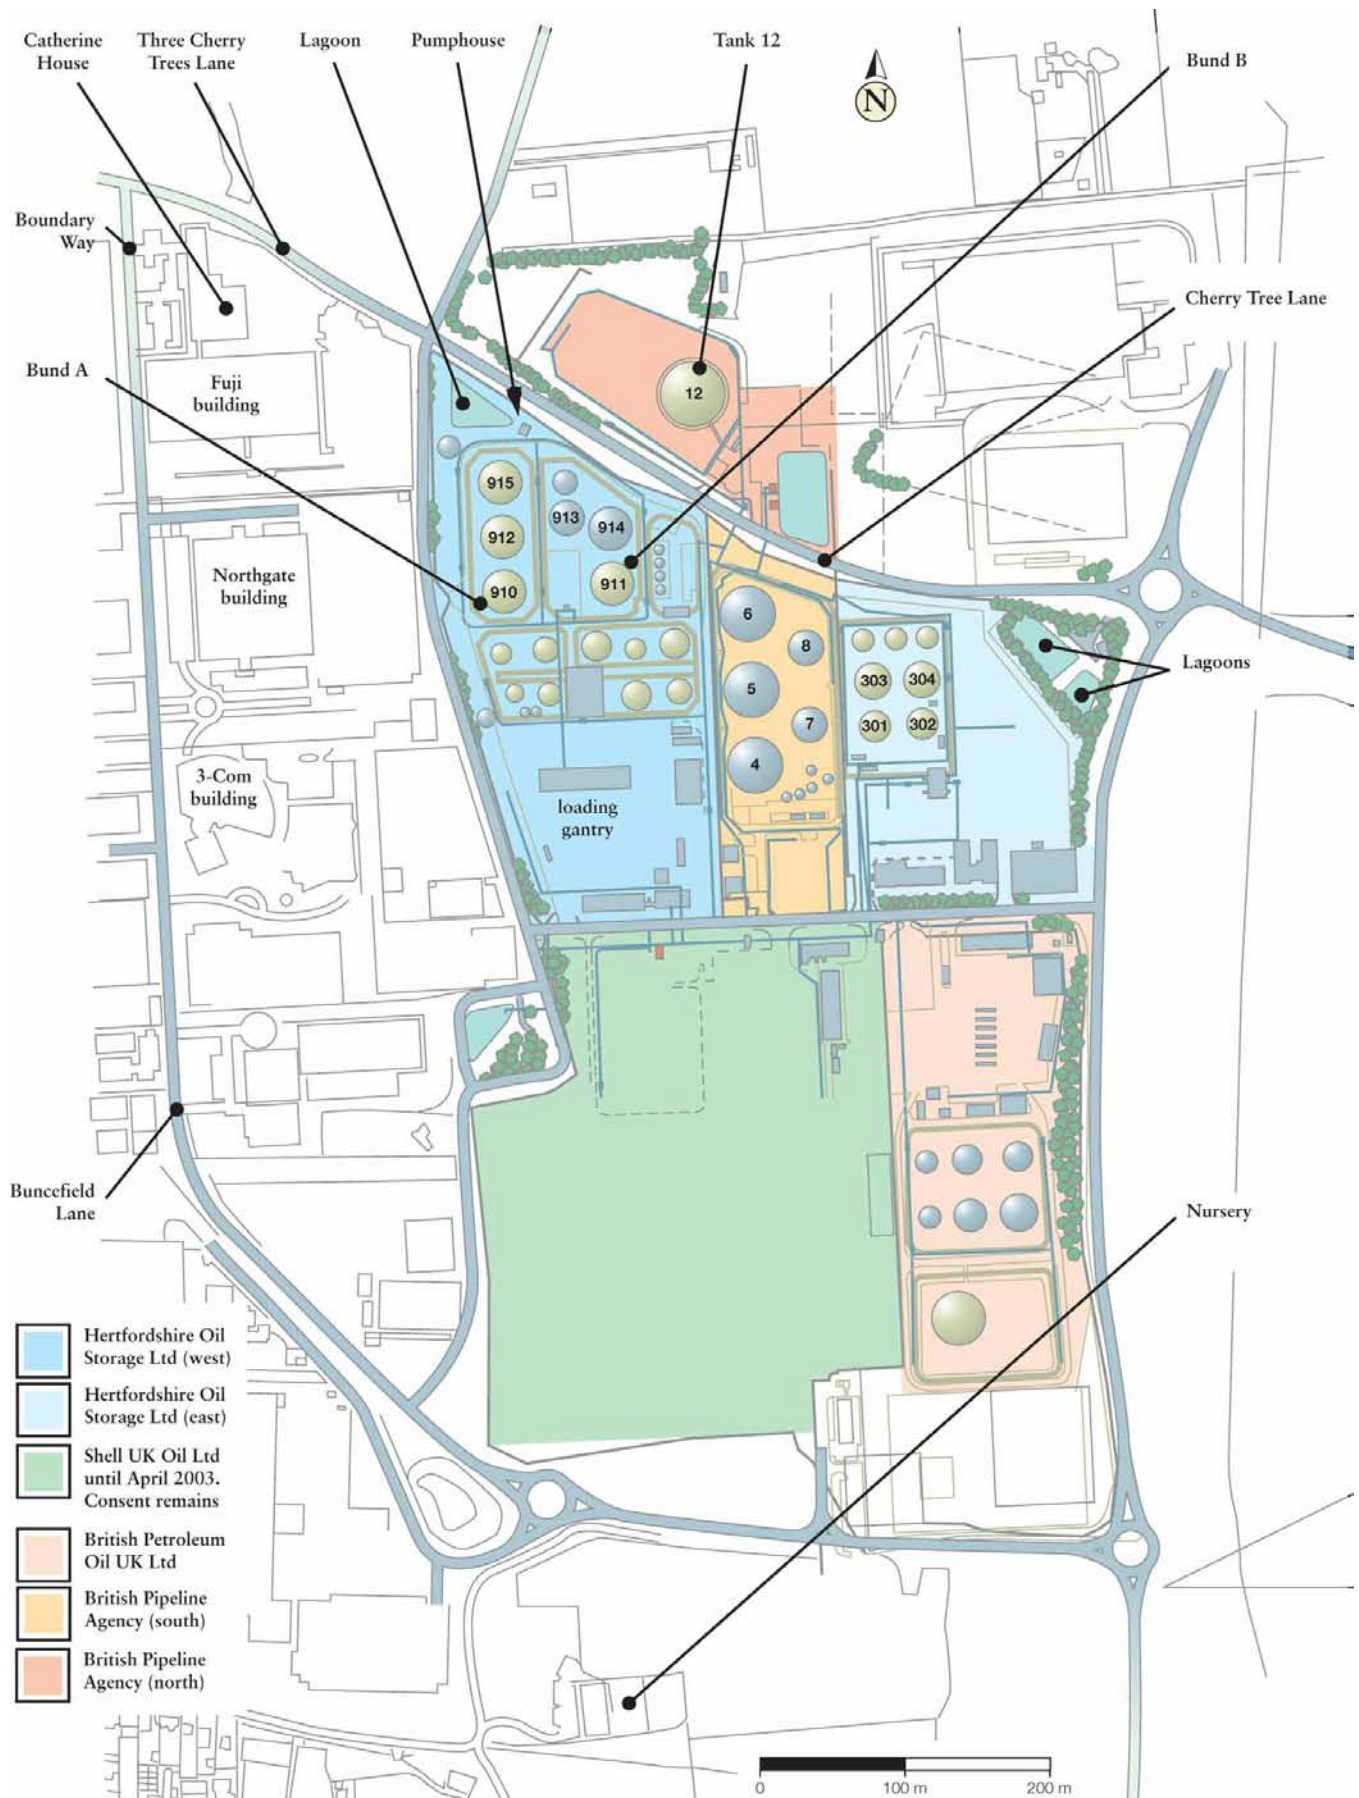 Catherine
House
Three Cherry
Trees Lane
Lagoon
Pumphouse
Tank 12
N
Bund B
Boundary
Way
Cherry Tree Lane
Bund A
Fuji
building
12
915
912
910
913
914
911
Northgate
building
6
8
5
7
4
303
304
301
302
Lagoons
3-Com
building
loading
gantry
Buncefield
Lane
Nursery
Hertfordshire Oil
Storage Ltd (west)
Hertfordshire Oil
Storage Ltd (east)
Shell UK Oil Ltd
until April 2003.
Consent remains
British Petroleum
Oil UK Ltd
British Pipeline
Agency (south)
British Pipeline
Agency (north)
0
100 m
200 m